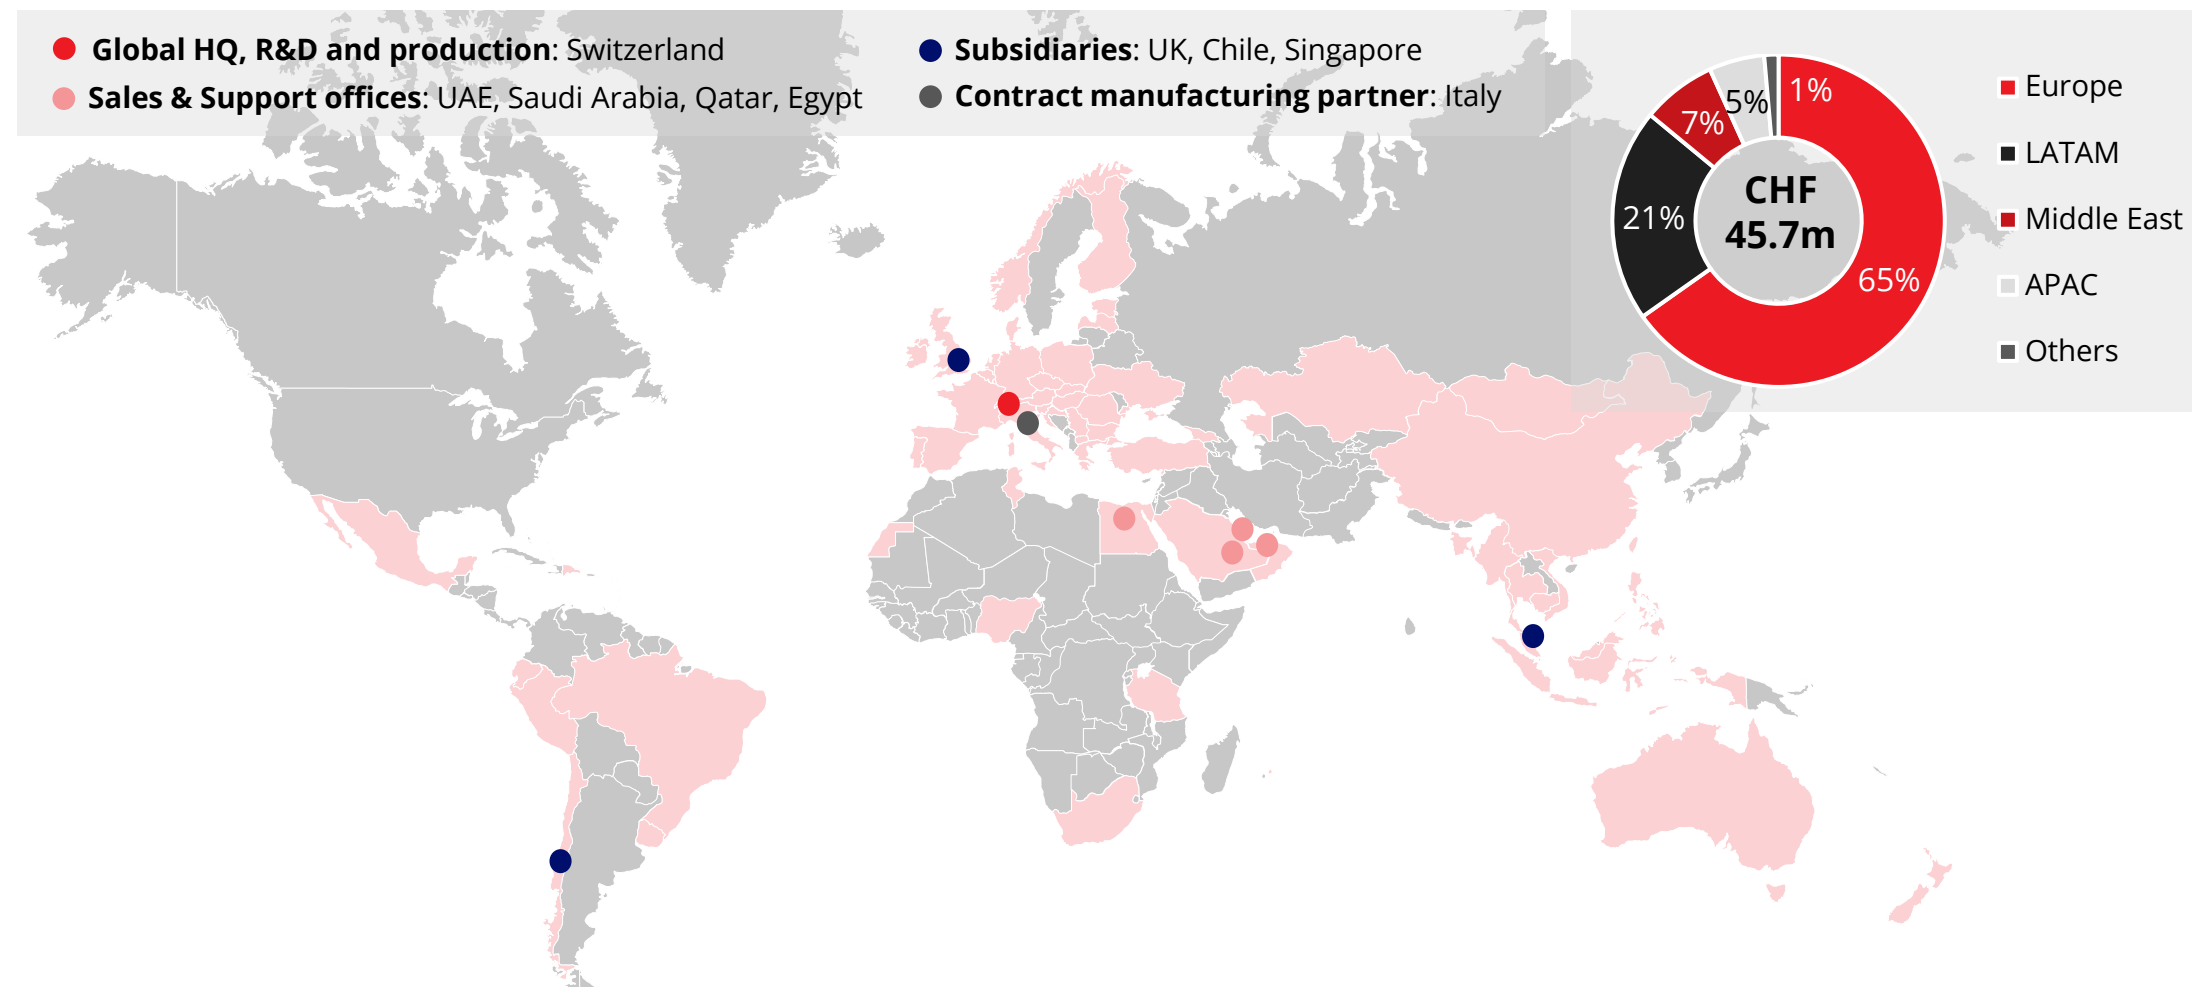 Global HQ, R&D and production: Switzerland
Sales & Support offices: UAE, Saudi Arabia, Qatar, Egypt
Subsidiaries: UK, Chile, Singapore
Contract manufacturing partner: Italy
1%
5%
7%
21%
65%
CHF
45.7m
Europe
LATAM
Middle East
APAC
Others